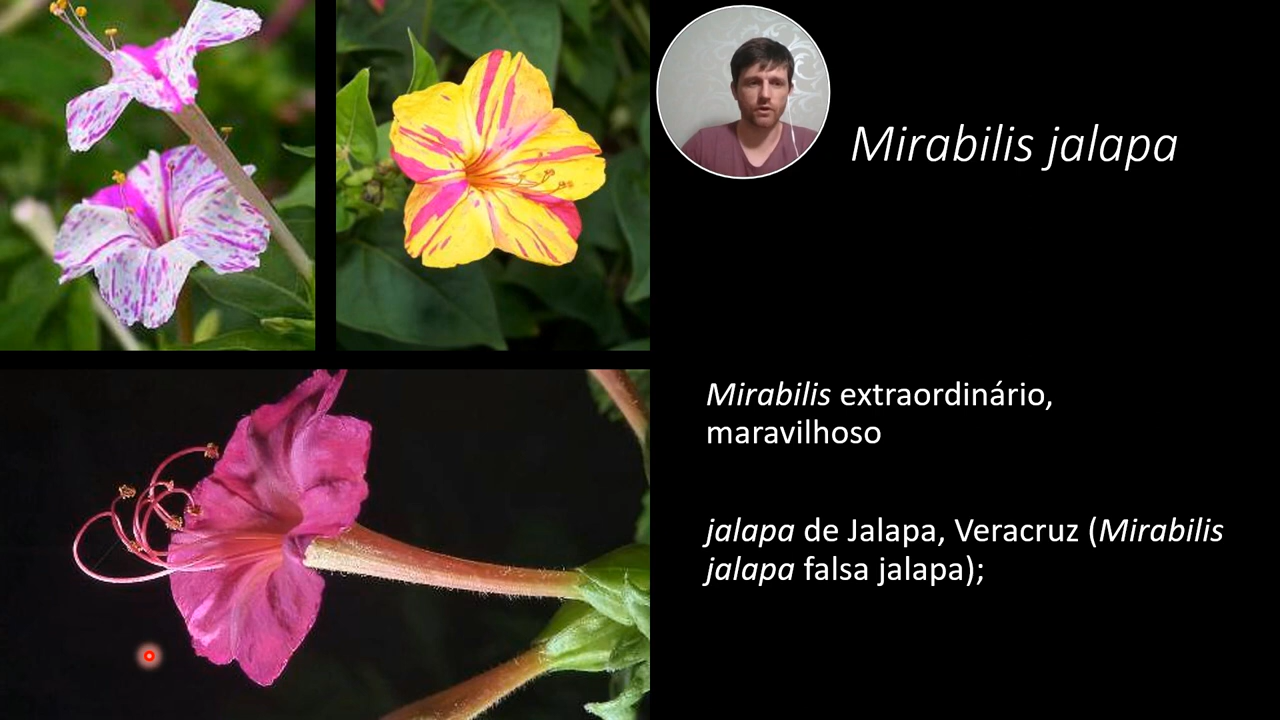 Mirabilis jalapa
Mirabilis extraordinário,
maravilhoso
jalapa de Jalapa, Veracruz (Mirabilis
jalapa falsa jalapa);